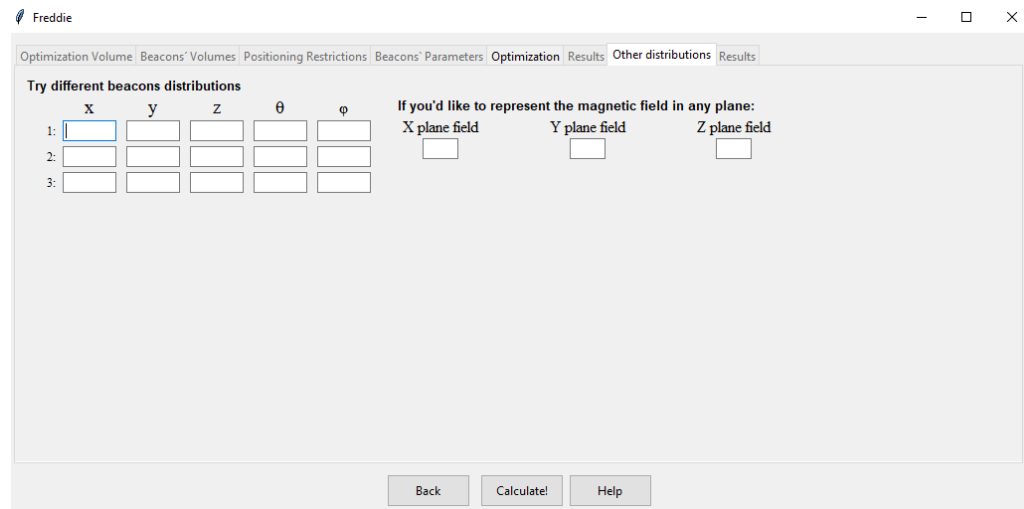 Freddie
Optimization Volume Beacons´ Volumes Positioning Restrictions Beacons` Parameters Optimization Results Other distributions Results
Try different beacons distributions
x y z θ φ
1:
2:
3:
If you'd like to represent the magnetic field in any plane:
X plane field Y plane field Z plane field
Back Calculate! Help